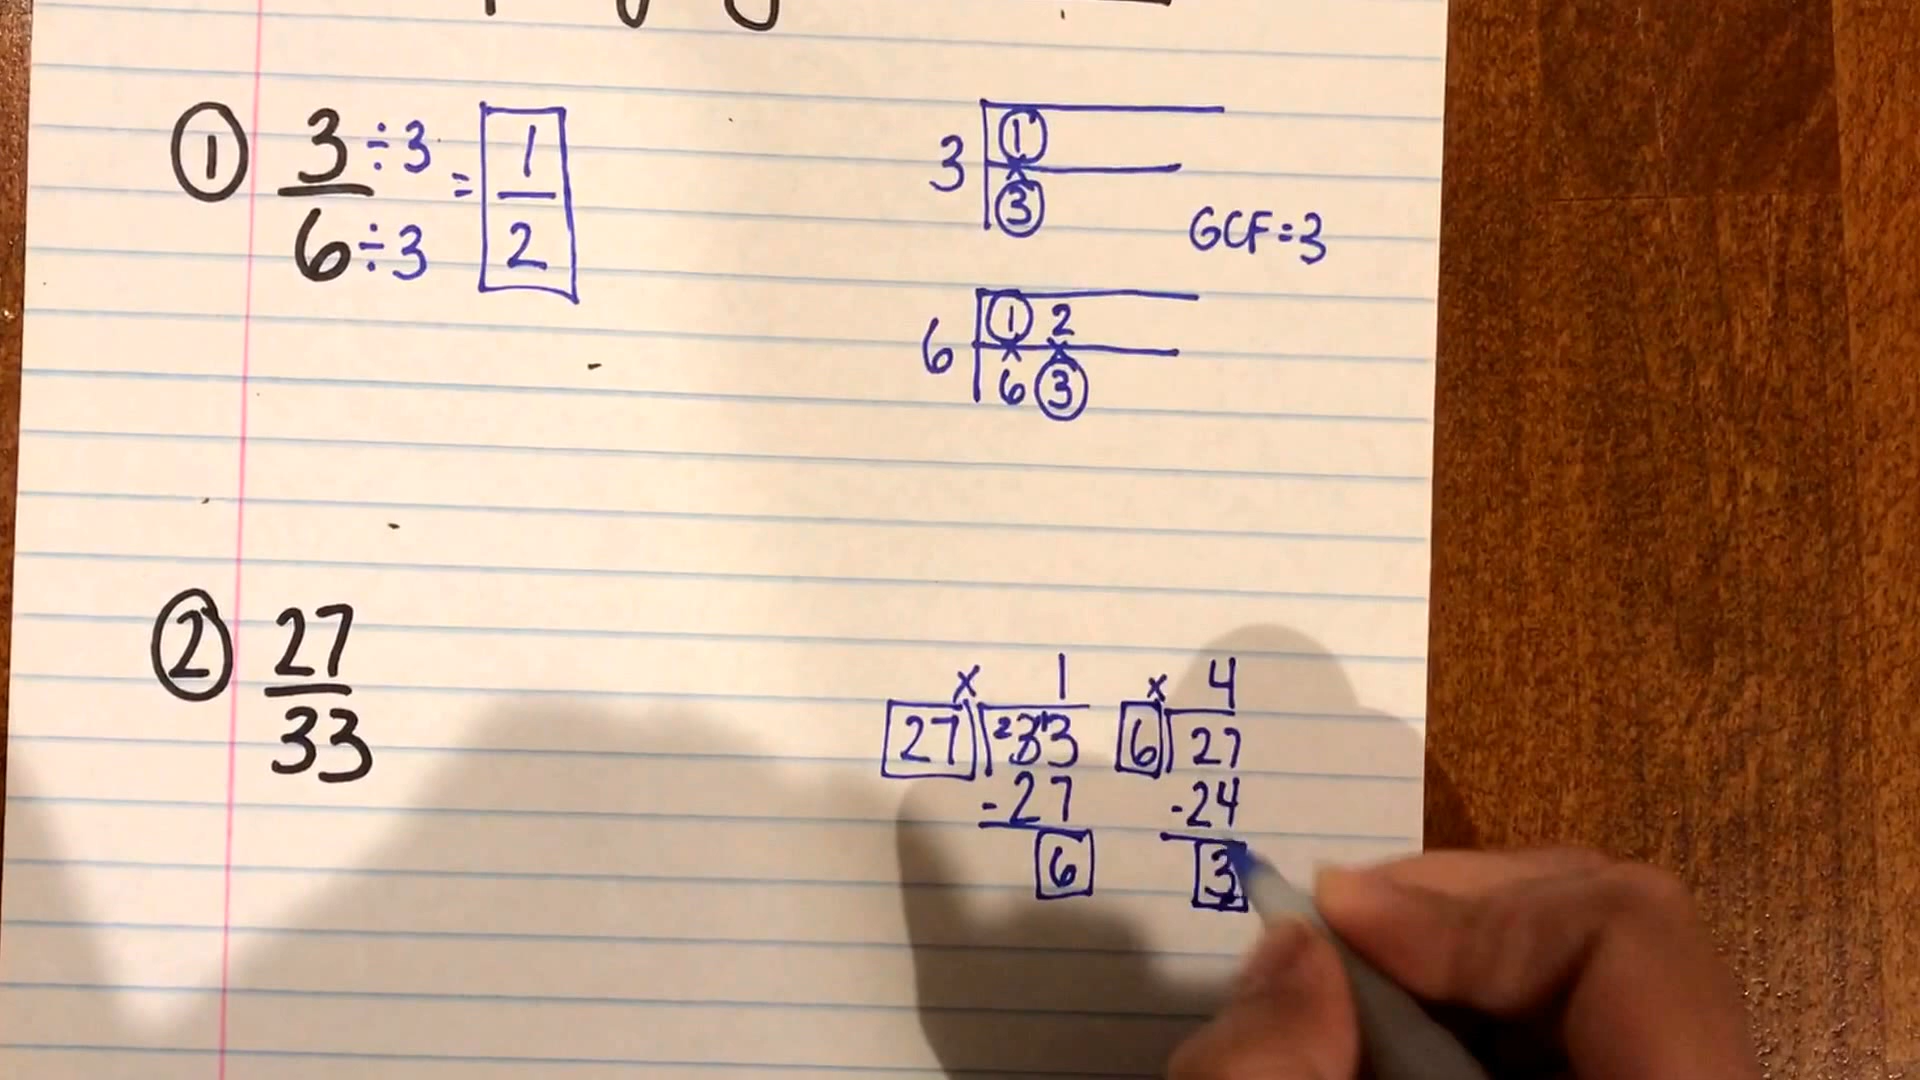 ① 3 ÷3 = 1
6 ÷3 2
3 1
3
GCF=3
6 1 2
6 3
② 27
33
x 1
27 33
-27
6
x 4
6 27
-24
3